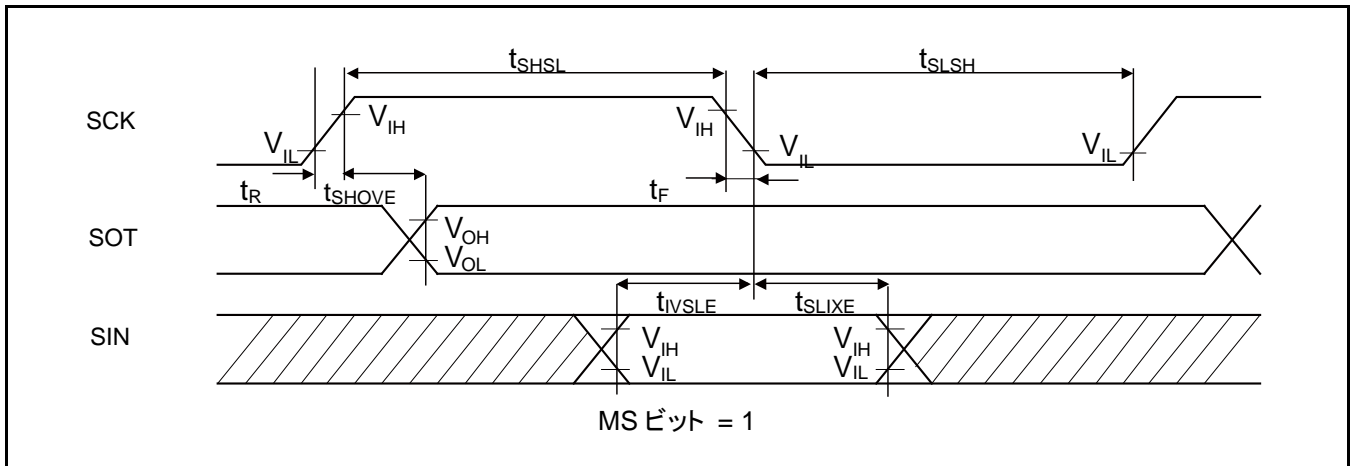 tSHSL tSLSH
SCK
VIH VIH
VIL VIL VIL
tR tSHOVE tF
SOT
VOH
VOL
tIVSLE tSLIXE
SIN
VIH VIH
VIL VIL
MS ビット = 1